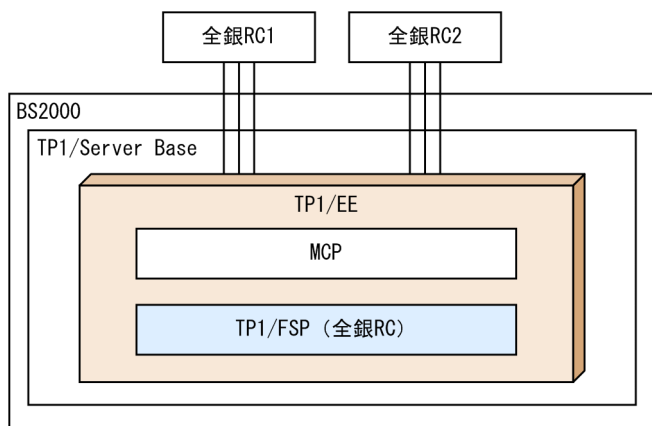 全銀RC1
全銀RC2
BS2000
TP1/Server Base
TP1/EE
MCP
TP1/FSP（全銀RC）